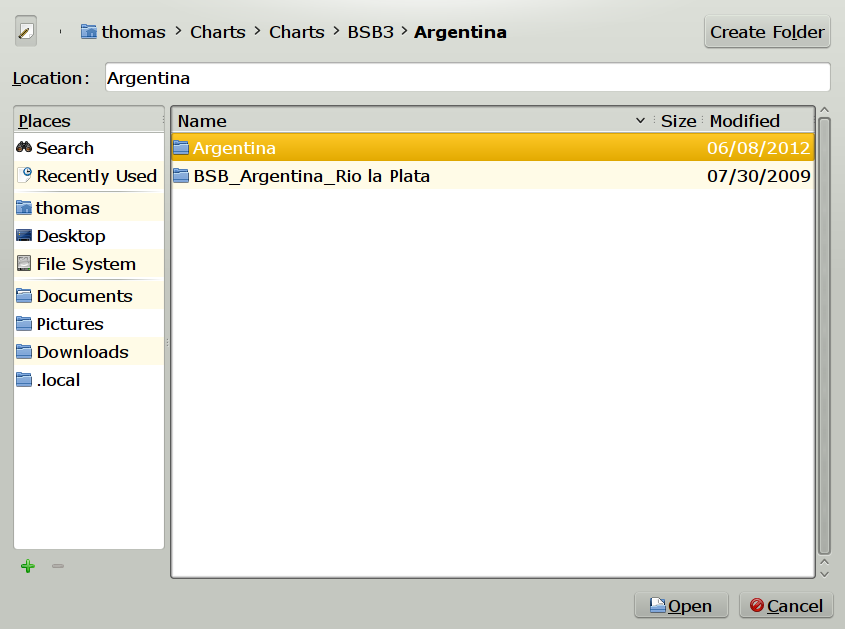 thomas > Charts > Charts > BSB3 > Argentina
Create Folder
Location: Argentina
Places
Search
Recently Used
thomas
Desktop
File System
Documents
Pictures
Downloads
.local
Name Size Modified
Argentina 06/08/2012
BSB_Argentina_Rio la Plata 07/30/2009
Open Cancel